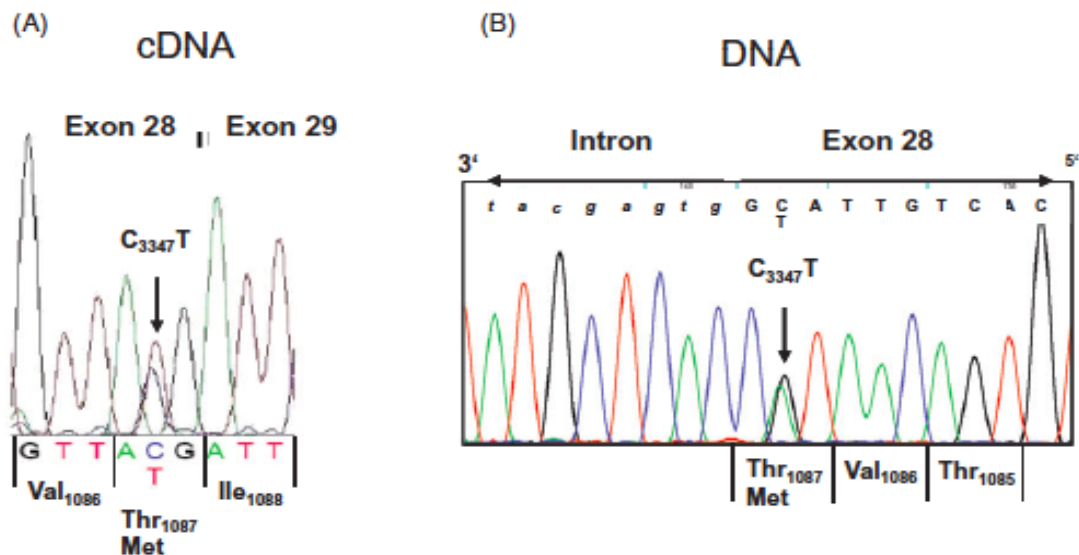 (A)
cDNA
Exon 28 Exon 29
C3347T
G T T A C G A T T
T
Val1086
Ile1088
Thr1087
Met
(B)
DNA
Intron Exon 28
3‘ 5‘
t a c g a g t g G C A T T G T C A C
T
C3347T
Thr1087 Val1086 Thr1085
Met